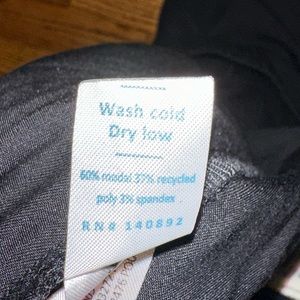 Wash cold
Dry low
60% modal 37% recycled
poly 3% spandex
RN# 140892